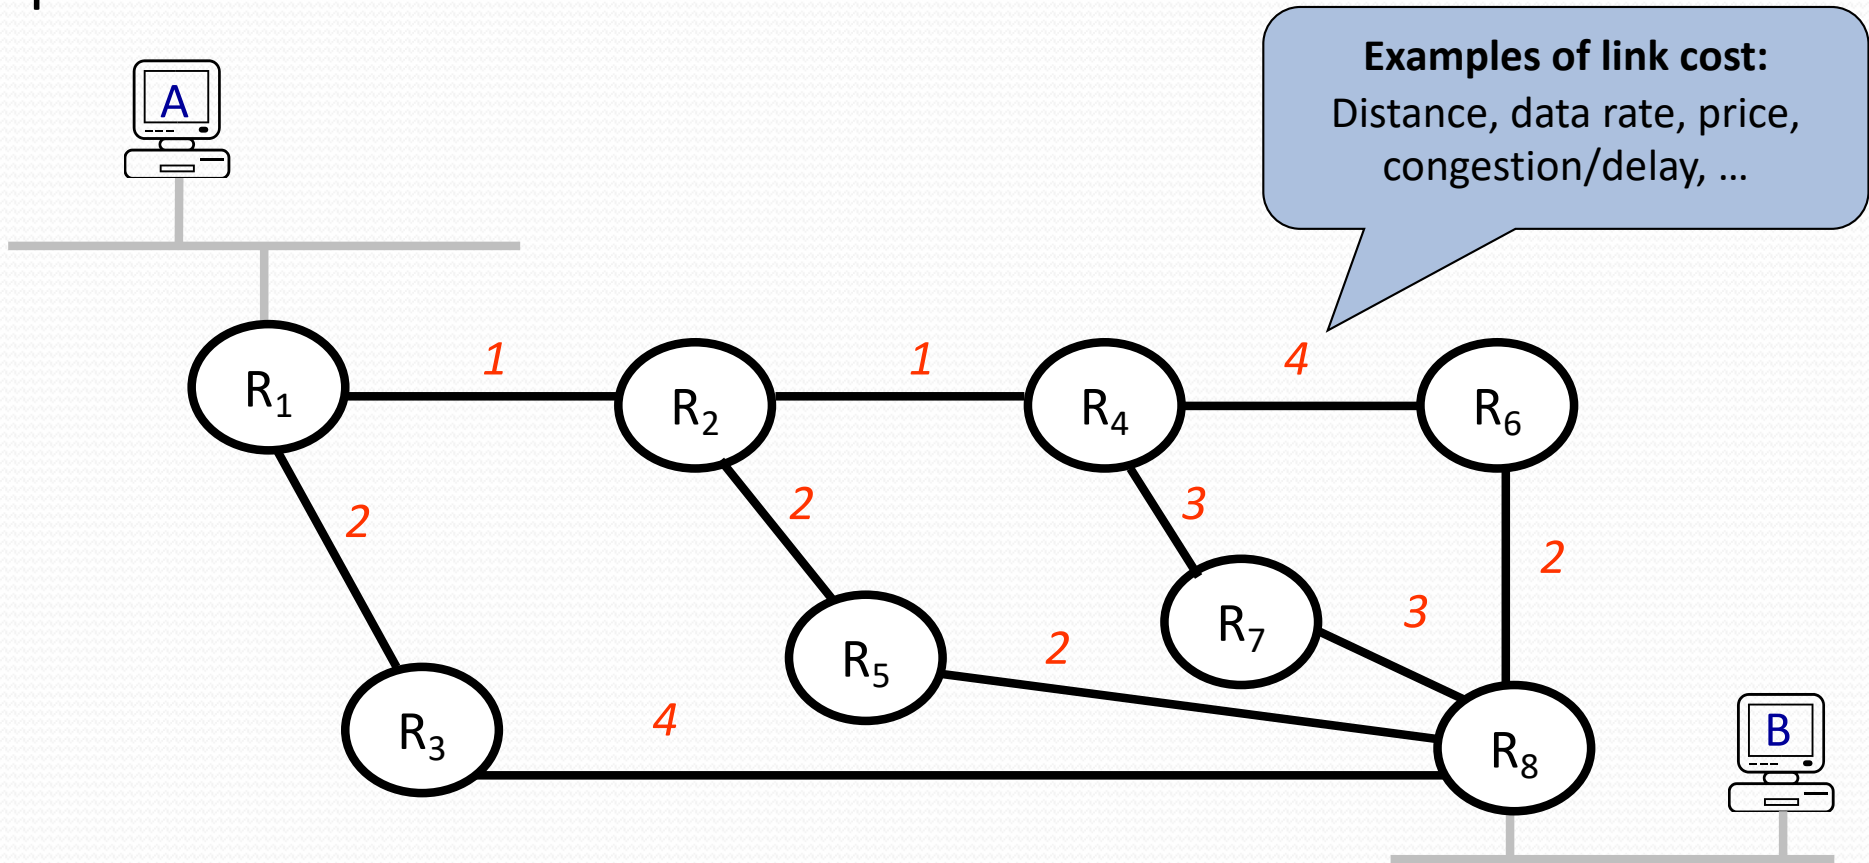 Examples of link cost:
Distance, data rate, price,
congestion/delay, ...
A
R1
1
R2
1
R4
4
R6
2
2
3
2
3
R7
2
R5
4
R3
R8
B